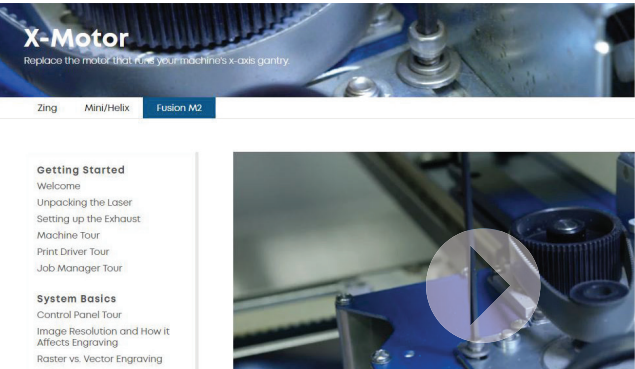 X-Motor
Replace the motor that runs your machine's x-axis gantry.
Zing Mini/Helix Fusion M2
Getting Started
Welcome
Unpacking the Laser
Setting up the Exhaust
Machine Tour
Print Driver Tour
Job Manager Tour
System Basics
Control Panel Tour
Image Resolution and How it
Affects Engraving
Raster vs. Vector Engraving